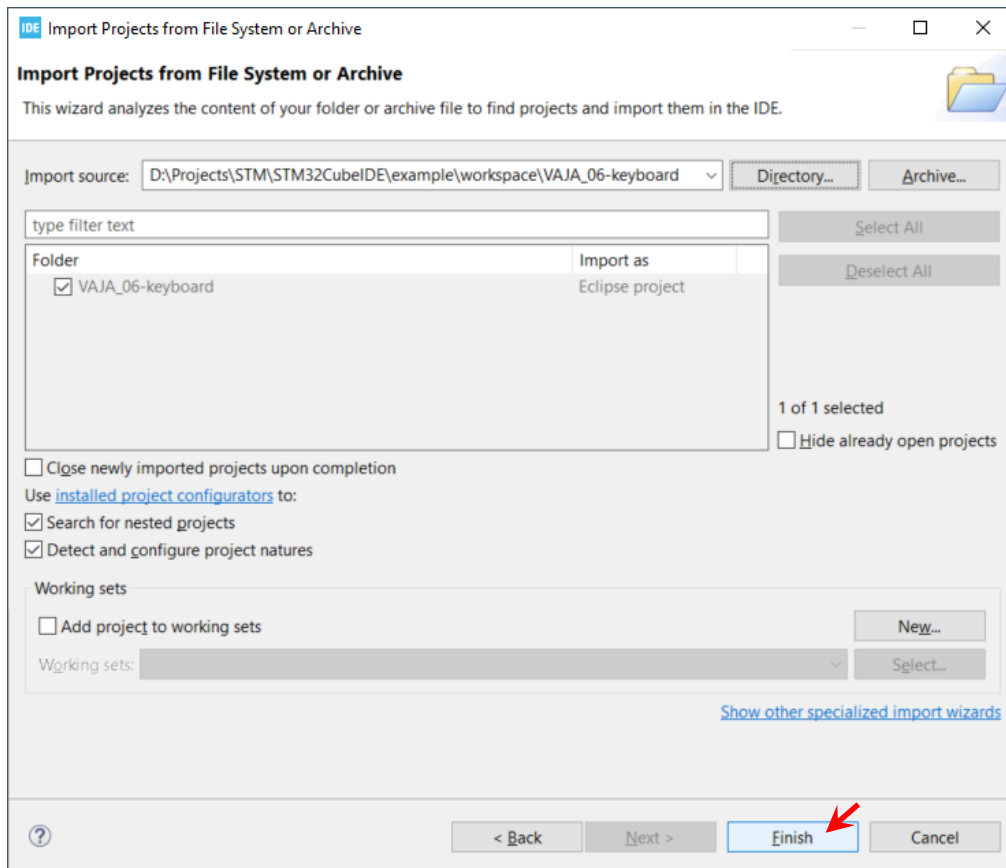 IDE Import Projects from File System or Archive
Import Projects from File System or Archive
This wizard analyzes the content of your folder or archive file to find projects and import them in the IDE.
Import source: D:\Projects\STM\STM32CubeIDE\example\workspace\VAJA_06-keyboard Directory... Archive...
type filter text Select All
Folder Import as
Deselect All
VAJA_06-keyboard Eclipse project
1 of 1 selected
Hide already open projects
Close newly imported projects upon completion
Use installed project configurators to:
Search for nested projects
Detect and configure project natures
Working sets
Add project to working sets New...
Working sets: Select...
Show other specialized import wizards
? < Back Next > Finish Cancel